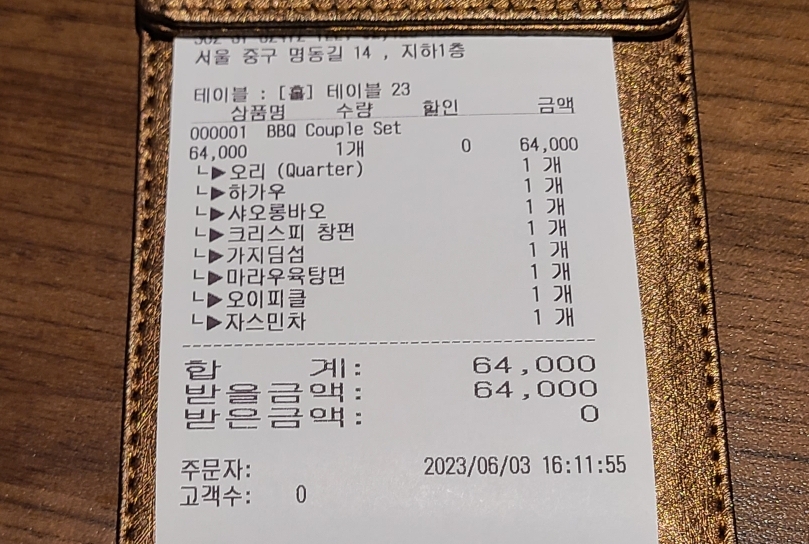 서울 중구 명동길 14 , 지하1층
테이블 : [홀] 테이블 23
상품명 수량 할인 금액
000001 BBQ Couple Set
64,000 1개 0 64,000
└▶오리 (Quarter) 1 개
└▶하가우 1 개
└▶샤오롱바오 1 개
└▶크리스피 창펀 1 개
└▶가지딤섬 1 개
└▶마라우육탕면 1 개
└▶오이피클 1 개
└▶자스민차 1 개
합 계: 64,000
받을금액: 64,000
받은금액: 0
주문자: 2023/06/03 16:11:55
고객수: 0